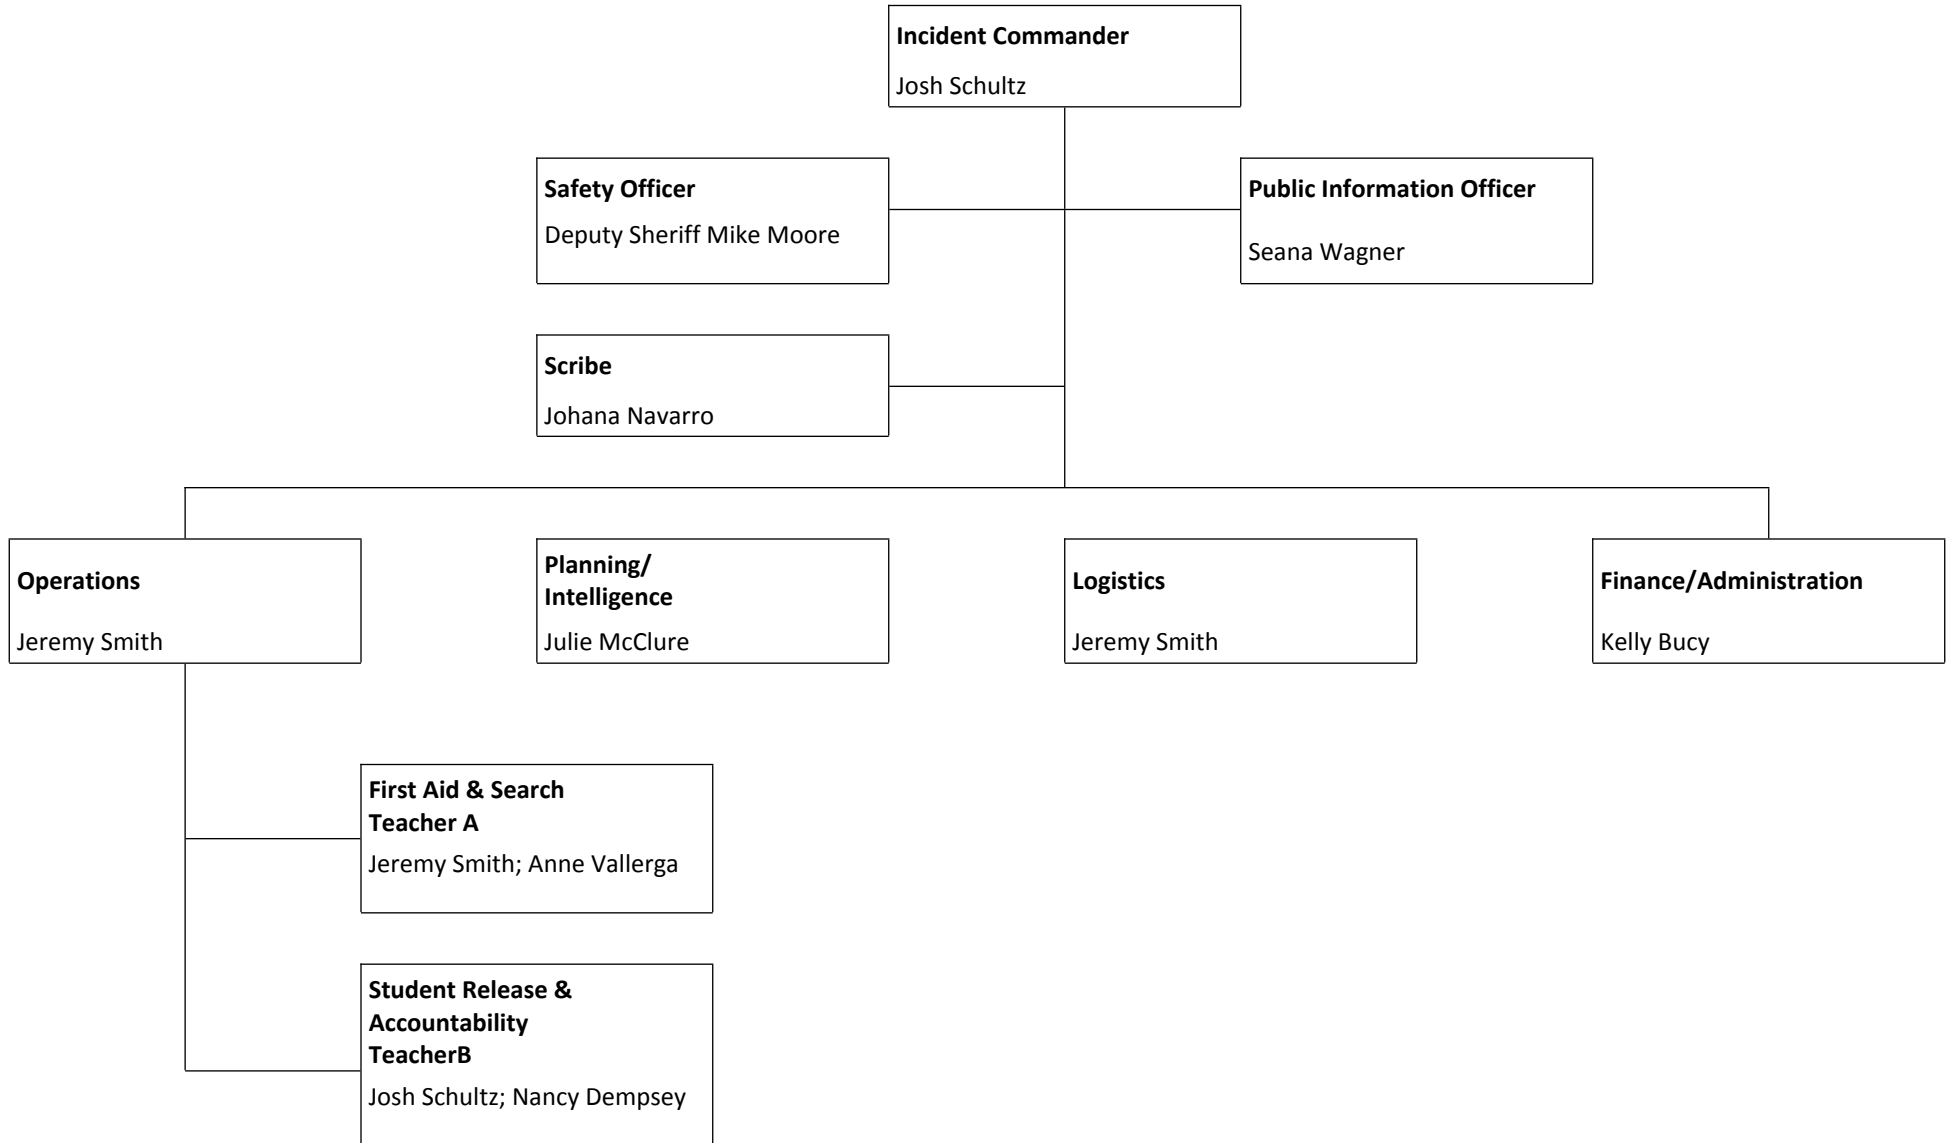 Incident Commander
Josh Schultz
Safety Officer
Deputy Sheriff Mike Moore
Public Information Officer
Seana Wagner
Scribe
Johana Navarro
Operations
Jeremy Smith
Planning/
Intelligence
Julie McClure
Logistics
Jeremy Smith
Finance/Administration
Kelly Bucy
First Aid & Search
Teacher A
Jeremy Smith; Anne Vallerga
Student Release &
Accountability
TeacherB
Josh Schultz; Nancy Dempsey